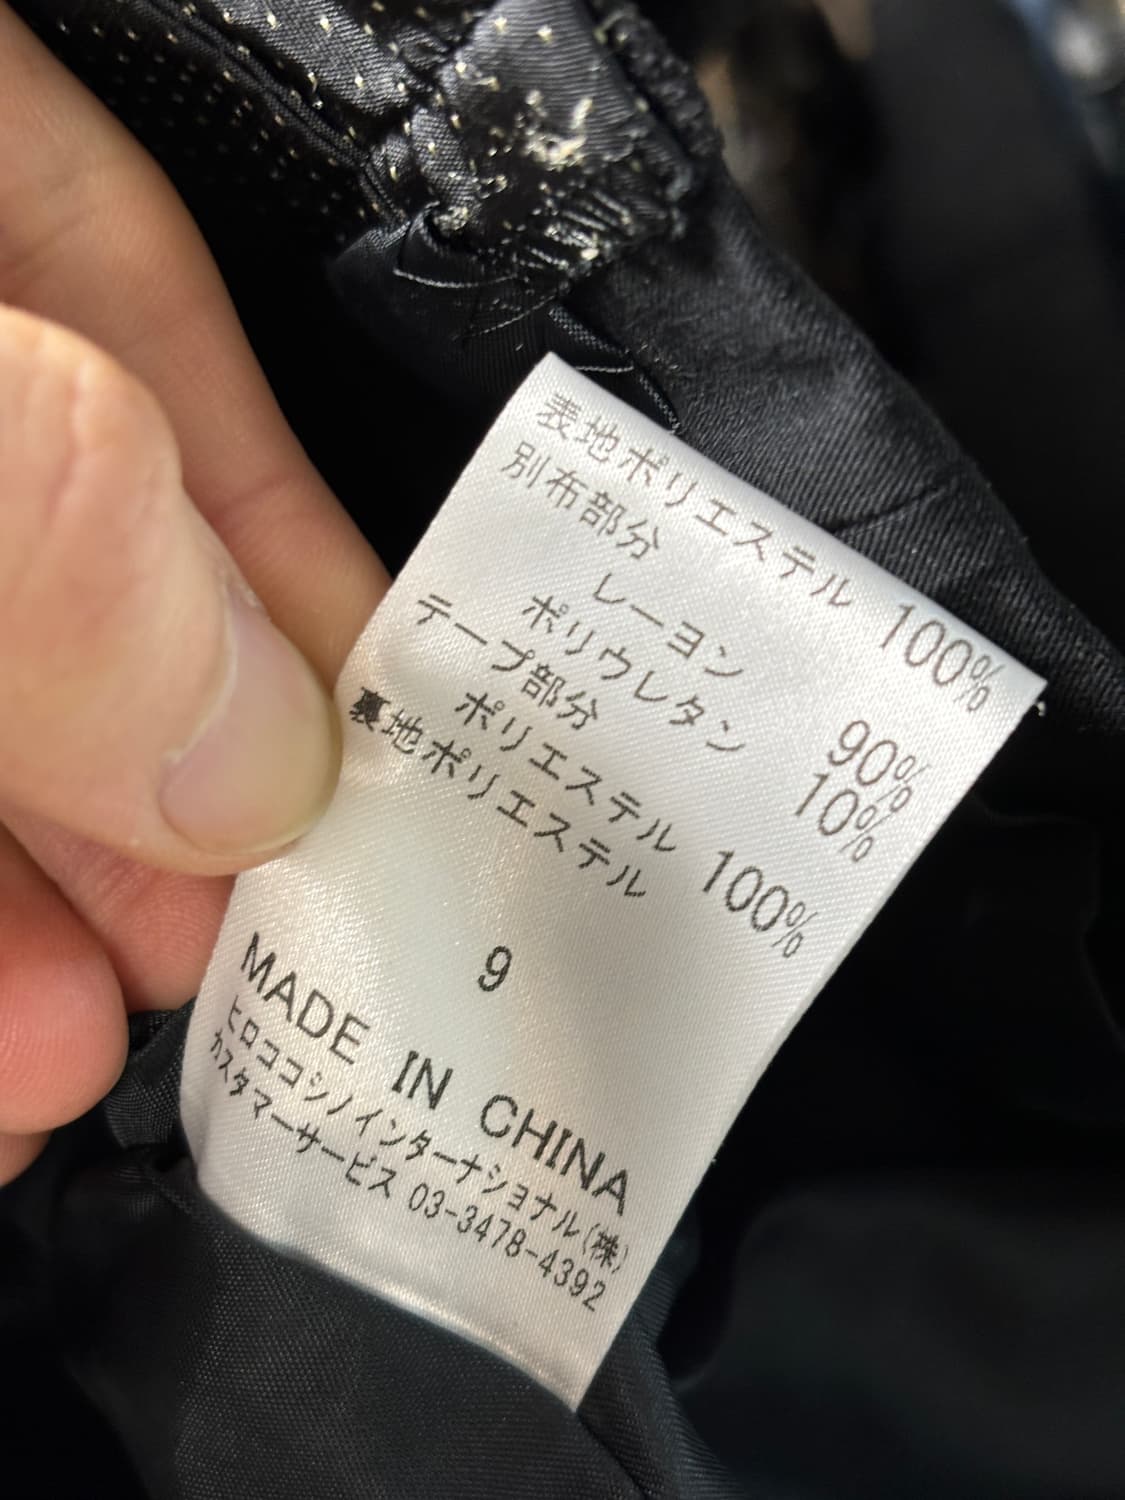 表地ポリエステル 100%
別布部分
レーヨン 90%
ポリウレタン 10%
テープ部分
ポリエステル 100%
裏地ポリエステル
9
MADE IN CHINA
ヒロココシノインターナショナル(株)
カスタマーサービス 03-3478-4392